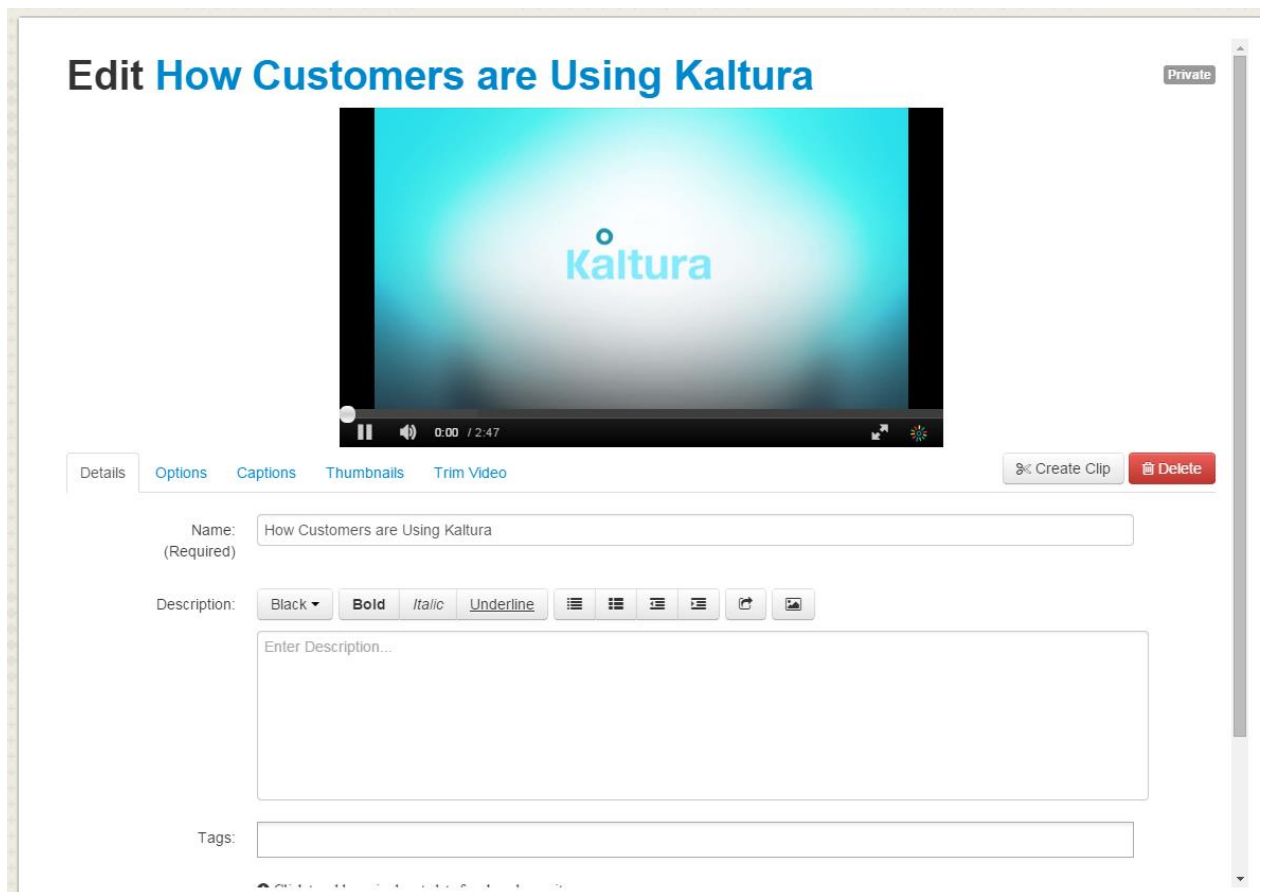 Edit How Customers are Using Kaltura
Private
Kaltura
0:00 / 2:47
Details Options Captions Thumbnails Trim Video Create Clip Delete
Name:
(Required)
How Customers are Using Kaltura
Description:
Black Bold Italic Underline
Enter Description...
Tags: